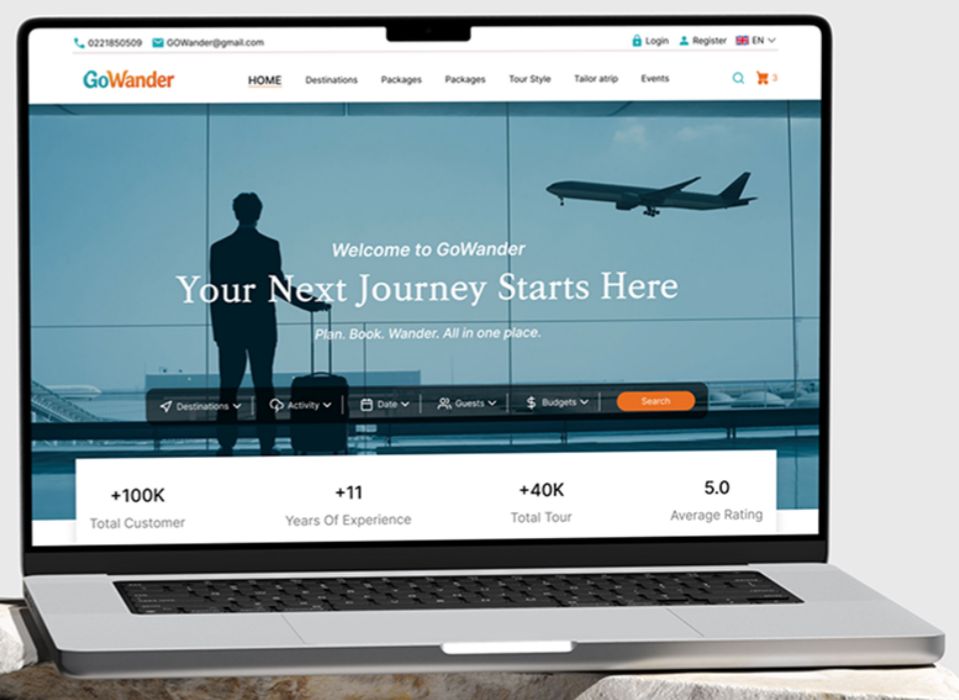 0221850509 GOWander@gmail.com Login Register EN
GoWander HOME Destinations Packages Packages Tour Style Tailor atrip Events 3
Welcome to GoWander
Your Next Journey Starts Here
Plan. Book. Wander. All in one place.
Destinations Activity Date Guests Budgets Search
+100K +11 +40K 5.0
Total Customer Years Of Experience Total Tour Average Rating